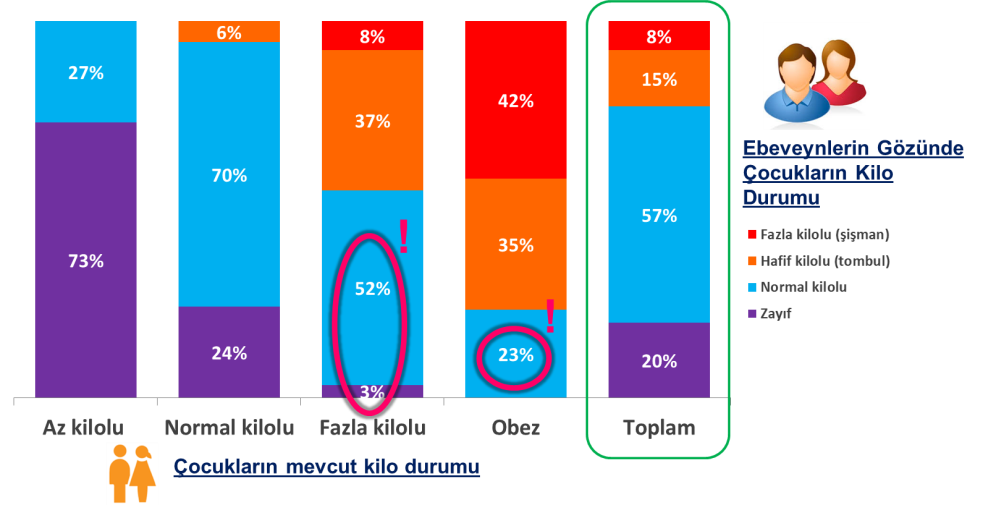 6%
8%
8%
27%
15%
42%
37%
70%
57%
35%
73%
!
52%
!
24%
23%
20%
3%
Az kilolu
Normal kilolu
Fazla kilolu
Obez
Toplam
Çocukların mevcut kilo durumu
Ebeveynlerin Gözünde
Çocukların Kilo
Durumu
Fazla kilolu (şişman)
Hafif kilolu (tombul)
Normal kilolu
Zayıf